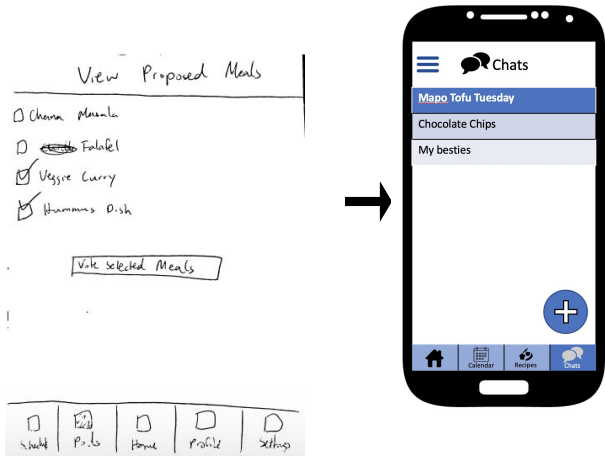 View Proposed Meals
Chana Masala
Falafel
Veggie Curry
Hummus Dish
Vote selected Meals
Polls
Home
Profile
Settings
Chats
Mapo Tofu Tuesday
Chocolate Chips
My besties
Calendar
Recipes
Chats